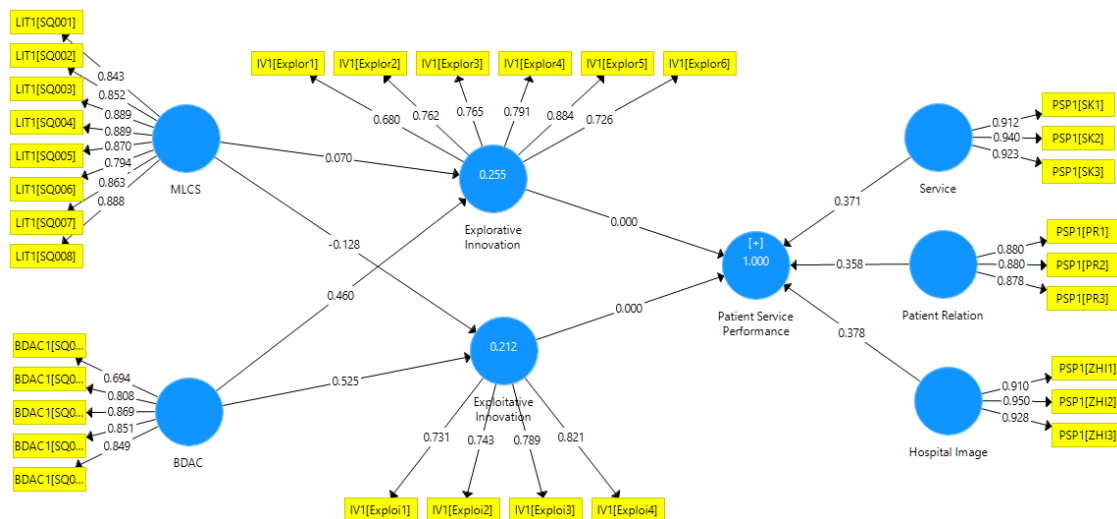 LIT1[SQ001]
LIT1[SQ002]
LIT1[SQ003]
LIT1[SQ004]
LIT1[SQ005]
LIT1[SQ006]
LIT1[SQ007]
LIT1[SQ008]
0.843
0.852
0.889
0.889
0.870
0.794
0.863
0.888
MLCS
IV1[Explor1]
IV1[Explor2]
IV1[Explor3]
IV1[Explor4]
IV1[Explor5]
IV1[Explor6]
0.680
0.762
0.765
0.791
0.884
0.726
0.070
0.255
Explorative
Innovation
-0.128
0.460
0.525
BDAC1[SQ0...
BDAC1[SQ0...
BDAC1[SQ0...
BDAC1[SQ0...
BDAC1[SQ0...
0.694
0.808
0.869
0.851
0.849
BDAC
0.212
Exploitative
Innovation
0.731
0.743
0.789
0.821
IV1[Exploi1]
IV1[Exploi2]
IV1[Exploi3]
IV1[Exploi4]
0.000
0.000
[+]
1.000
Patient Service
Performance
0.371
0.358
0.378
Service
0.912
0.940
0.923
PSP1[SK1]
PSP1[SK2]
PSP1[SK3]
Patient Relation
0.880
0.880
0.878
PSP1[PR1]
PSP1[PR2]
PSP1[PR3]
Hospital Image
0.910
0.950
0.928
PSP1[ZHI1]
PSP1[ZHI2]
PSP1[ZHI3]